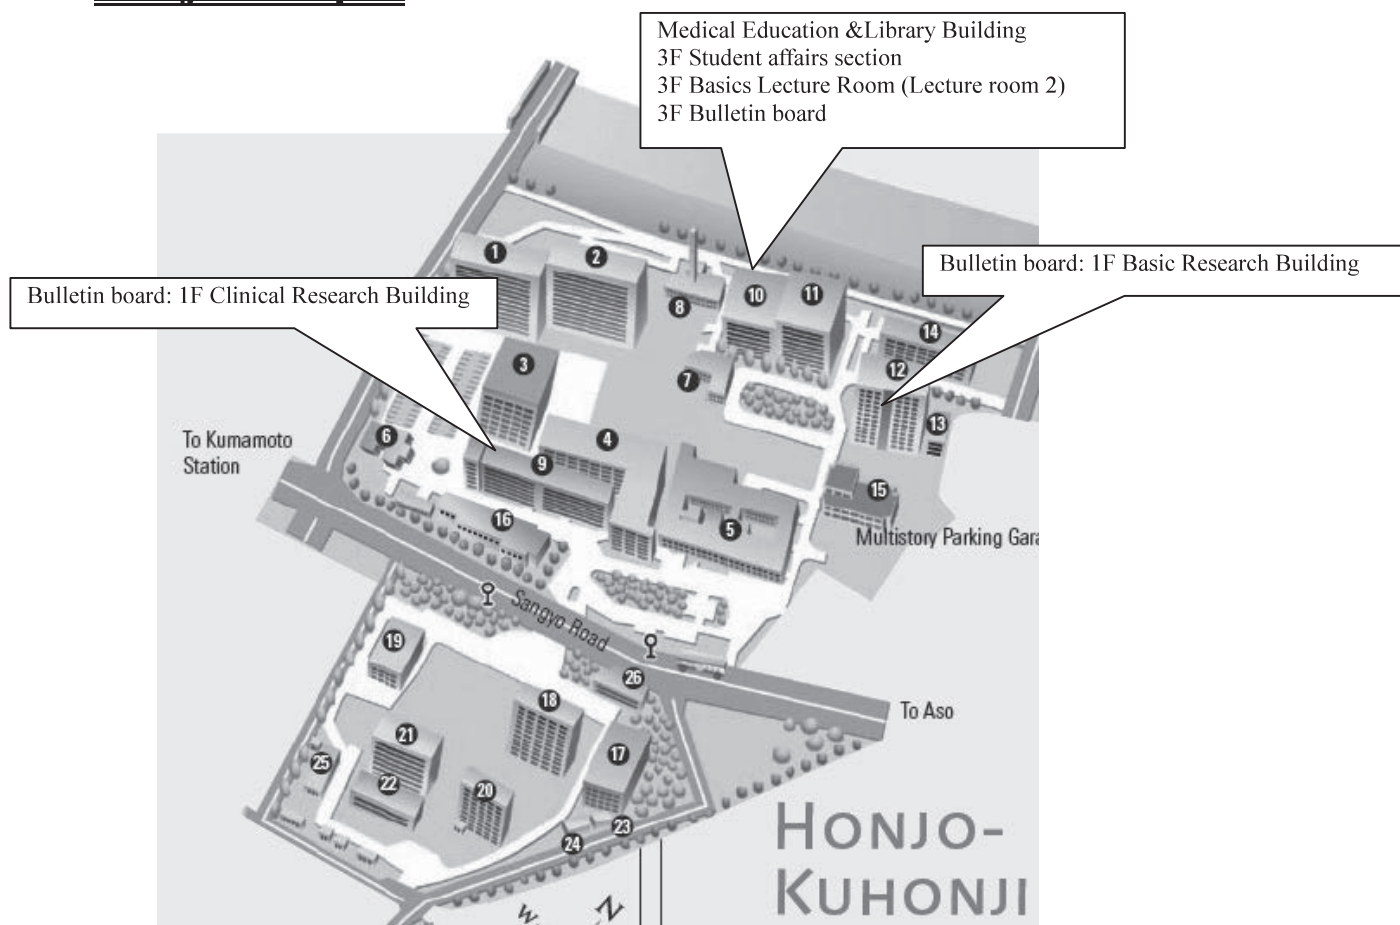 Medical Education &Library Building
3F Student affairs section
3F Basics Lecture Room (Lecture room 2)
3F Bulletin board
Bulletin board: 1F Basic Research Building
Bulletin board: 1F Clinical Research Building
1
2
8
10
11
14
3
7
12
13
6
4
9
To Kumamoto
Station
15
16
5
Multistory Parking Gara
Sangyo Road
19
26
18
To Aso
21
17
25
22
20
23
24
HONJO-
KUHONJI
W
N